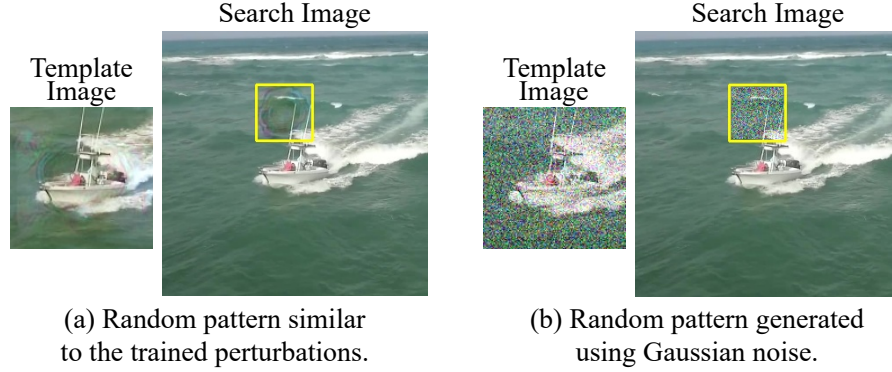 Search Image
Template
Image
(a) Random pattern similar
to the trained perturbations.
Search Image
Template
Image
(b) Random pattern generated
using Gaussian noise.